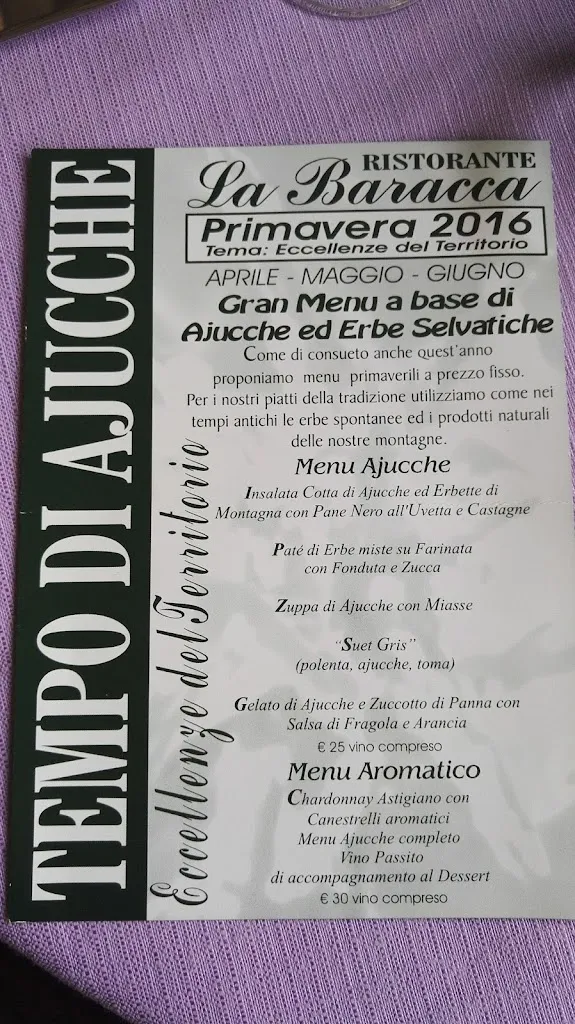 TEMPO DI AJUCCHE
Eccellenze del Territorio
RISTORANTE
La Baracca
Primavera 2016
Tema: Eccellenze del Territorio
APRILE - MAGGIO - GIUGNO
Gran Menu a base di
Ajucche ed Erbe Selvatiche
Come di consueto anche quest'anno
proponiamo menu primaverili a prezzo fisso.
Per i nostri piatti della tradizione utilizziamo come nei
tempi antichi le erbe spontanee ed i prodotti naturali
delle nostre montagne.
Menu Ajucche
Insalata Cotta di Ajucche ed Erbette di
Montagna con Pane Nero all'Uvetta e Castagne
Paté di Erbe miste su Farinata
con Fonduta e Zucca
Zuppa di Ajucche con Miasse
"Suet Gris"
(polenta, ajucche, toma)
Gelato di Ajucche e Zuccotto di Panna con
Salsa di Fragola e Arancia
€ 25 vino compreso
Menu Aromatico
Chardonnay Astigiano con
Canestrelli aromatici
Menu Ajucche completo
Vino Passito
di accompagnamento al Dessert
€ 30 vino compreso